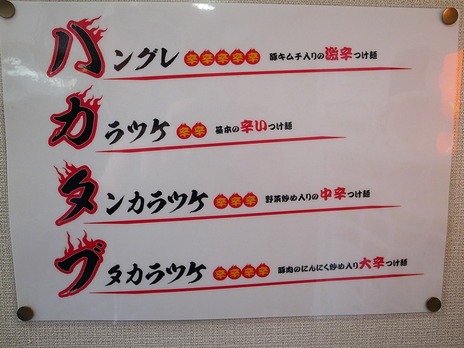 ハングレ 辛辛辛辛辛 豚キムチ入りの激辛つけ麺
カラツケ 辛辛 基本の辛いつけ麺
タンカラツケ 辛辛辛 野菜炒め入りの中辛つけ麺
ブタカラツケ 辛辛辛辛 豚肉のにんにく炒め入り大辛つけ麺